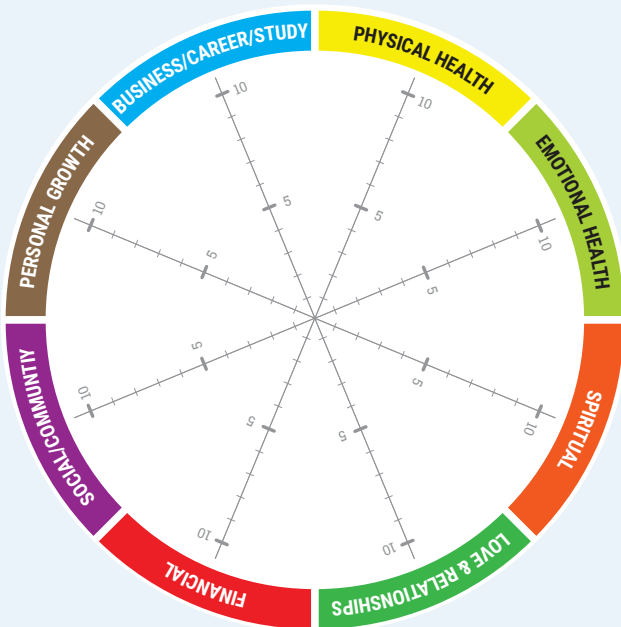 PHYSICAL HEALTH
10
5
EMOTIONAL HEALTH
10
5
SPIRITUAL
10
5
LOVE & RELATIONSHIPS
10
5
FINANCIAL
10
5
SOCIAL/COMMUNTIY
10
5
PERSONAL GROWTH
10
5
BUSINESS/CAREER/STUDY
10
5